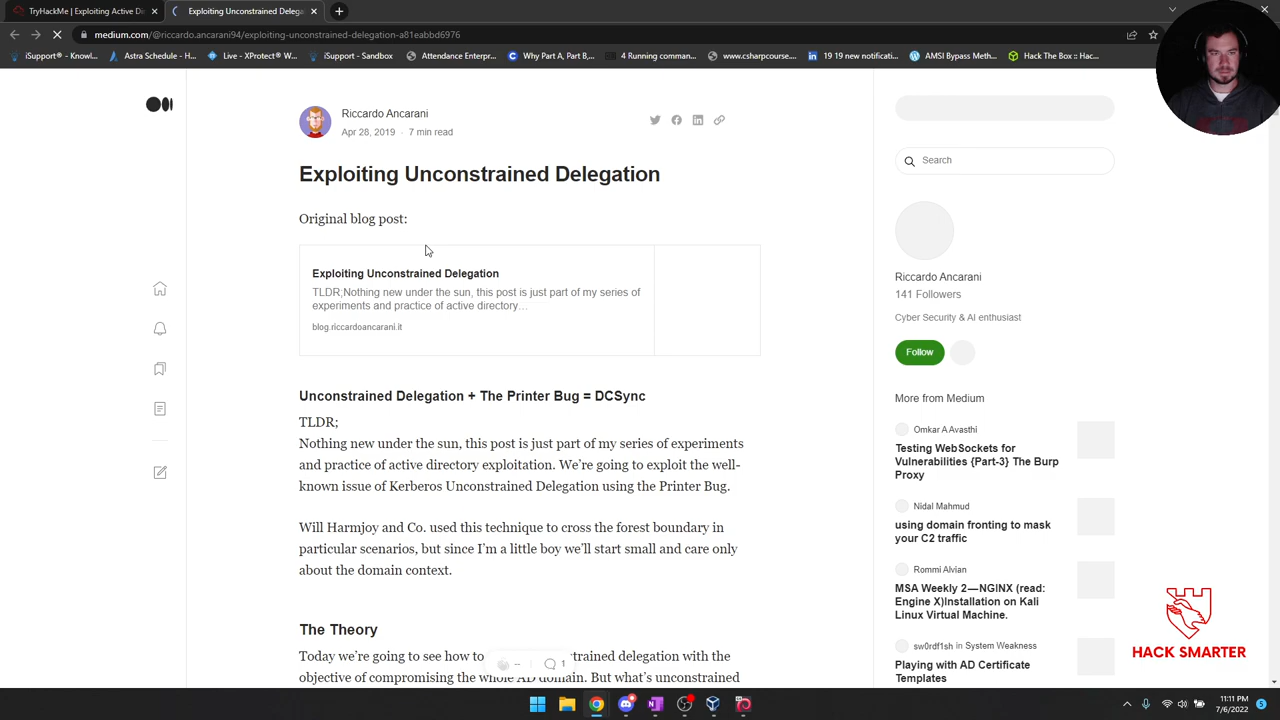 TryHackMe | Credentials Harvesti
Exploiting Unconstrained Delegat
medium.com/@riccardo.ancarani94/exploiting-unconstrained-delegation-a81eabbd6976
iSupport® - Knowl...
Astra Schedule - H...
Live - XProtect® W...
iSupport ® - Deskt...
Attendance Enterpr...
Why Part A, Part B,...
4 Running comman...
www.csharpcourse....
19 19 new notificati...
AMSI Bypass Meth...
Hack The Box :: Hac...
Riccardo Ancarani
Apr 28, 2019 · 7 min read
Exploiting Unconstrained Delegation
Original blog post:
Exploiting Unconstrained Delegation
TLDR;Nothing new under the sun, this post is just part of my series of
experiments and practice of active directory…
blog.riccardoancarani.it
Unconstrained Delegation + The Printer Bug = DCSync
TLDR;
Nothing new under the sun, this post is just part of my series of experiments
and practice of active directory exploitation. We're going to exploit the well-
known issue of Kerberos Unconstrained Delegation using the Printer Bug.
Will Harmjoy and Co. used this technique to cross the forest boundary in
particular scenarios, but since I'm a little boy we'll start small and care only
about the domain context.
The Theory
Today we're going to see how to trained delegation with the
objective of compromising the whole AD domain. But what's unconstrained
-- 1
Search
Riccardo Ancarani
141 Followers
Cyber Security & AI enthusiast
Follow
More from Medium
Omkar A Avasthi
Testing WebSockets for
Vulnerabilities {Part-3} The Burp
Proxy
Nidal Mahmud
using domain fronting to mask
your C2 traffic
Rommi Alvian
MSA Weekly 2 — NGINX (read:
Engine X)Installation on Kali
Linux Virtual Machine.
sw0rdf1sh in System Weakness
Playing with AD Certificate
Templates
HACK SMARTER
11:11 PM
7/6/2022
5